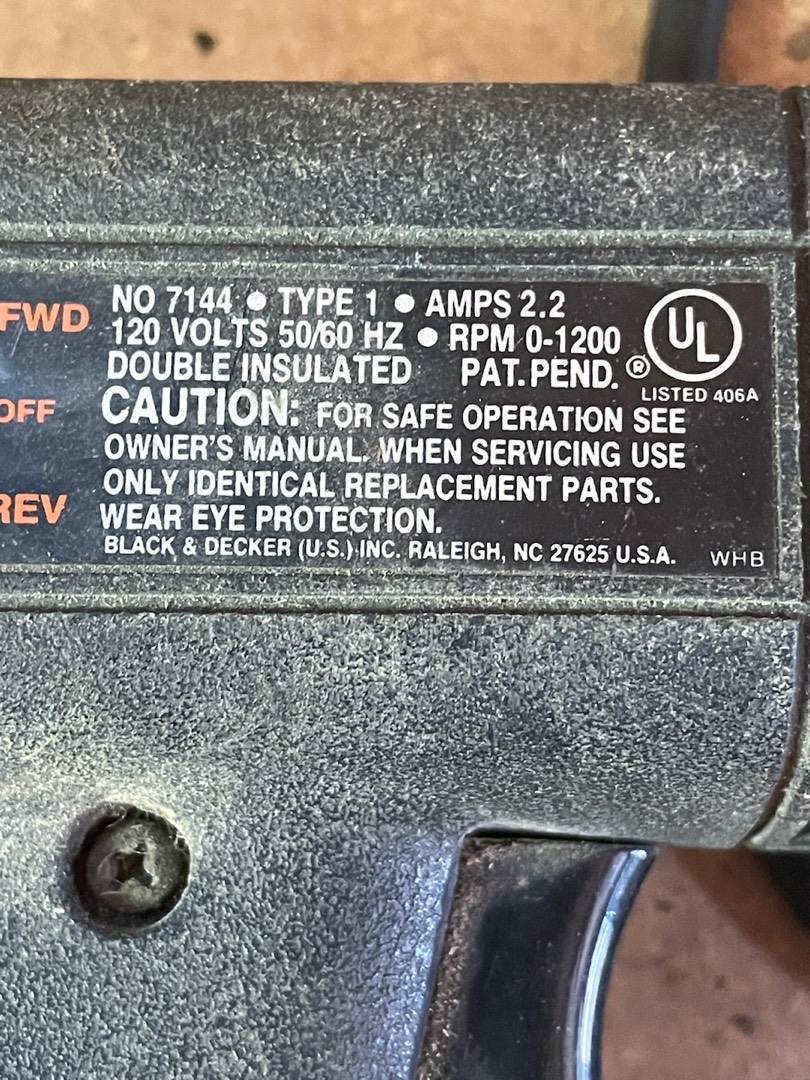 FWD
OFF
REV
NO 7144 • TYPE 1 • AMPS 2.2
120 VOLTS 50/60 HZ • RPM 0-1200
DOUBLE INSULATED PAT. PEND.
CAUTION: FOR SAFE OPERATION SEE
OWNER'S MANUAL. WHEN SERVICING USE
ONLY IDENTICAL REPLACEMENT PARTS.
WEAR EYE PROTECTION.
BLACK & DECKER (U.S.) INC. RALEIGH, NC 27625 U.S.A. WHB
UL ®
LISTED 406A